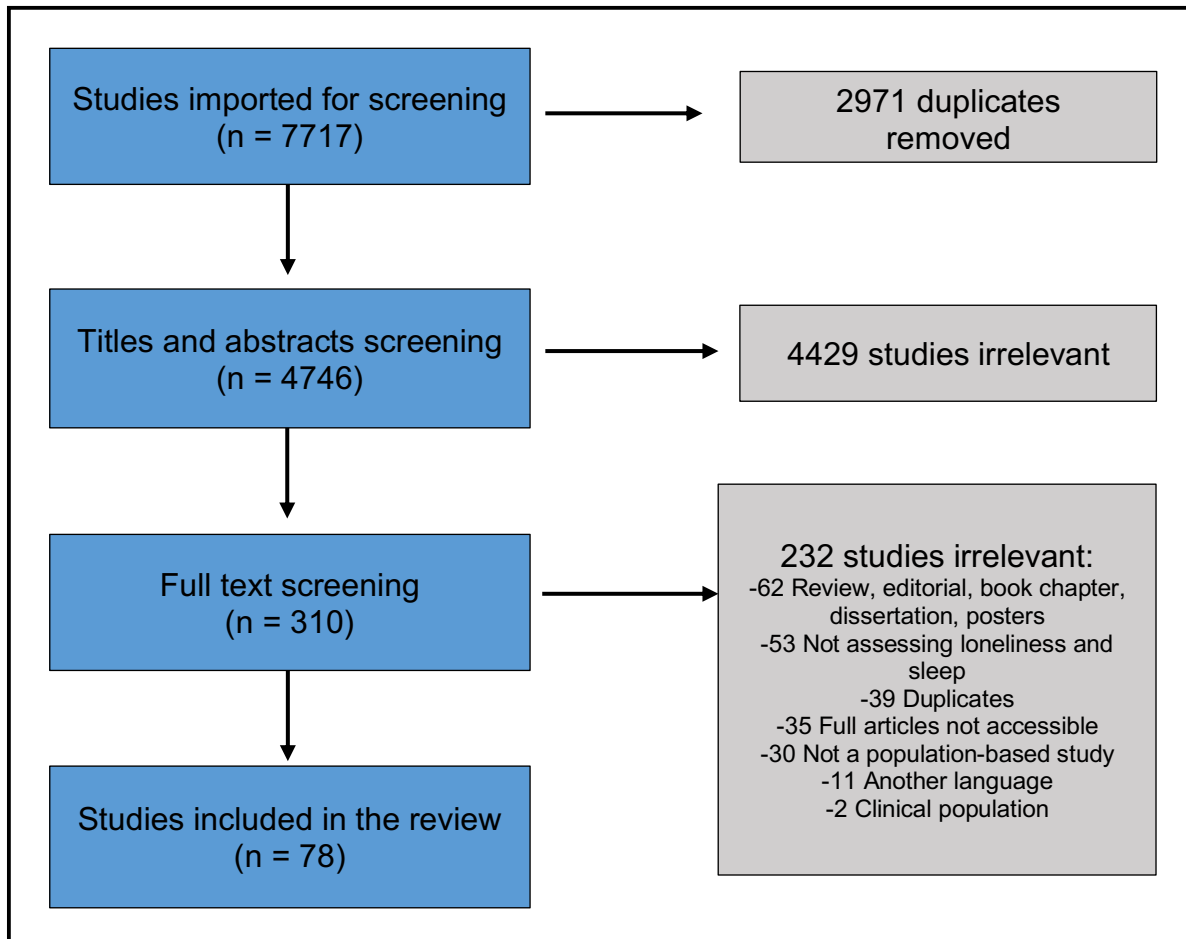 Studies imported for screening
(n = 7717)
2971 duplicates
removed
Titles and abstracts screening
(n = 4746)
4429 studies irrelevant
Full text screening
(n = 310)
232 studies irrelevant:
-62 Review, editorial, book chapter,
dissertation, posters
-53 Not assessing loneliness and
sleep
-39 Duplicates
-35 Full articles not accessible
-30 Not a population-based study
-11 Another language
-2 Clinical population
Studies included in the review
(n = 78)